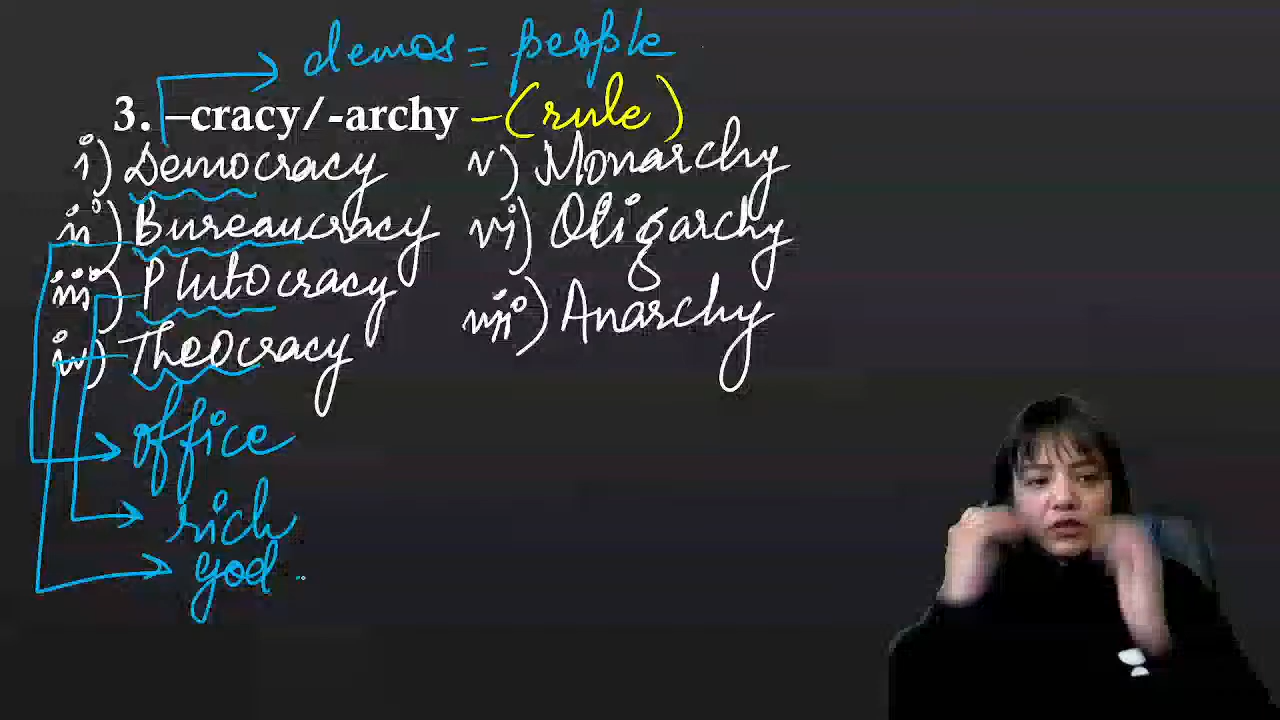 demos = people
3. –cracy/-archy – (rule)
i) Democracy v) Monarchy
ii) Bureaucracy vi) Oligarchy
iii) Plutocracy vii) Anarchy
iv) Theocracy
office
rich
god